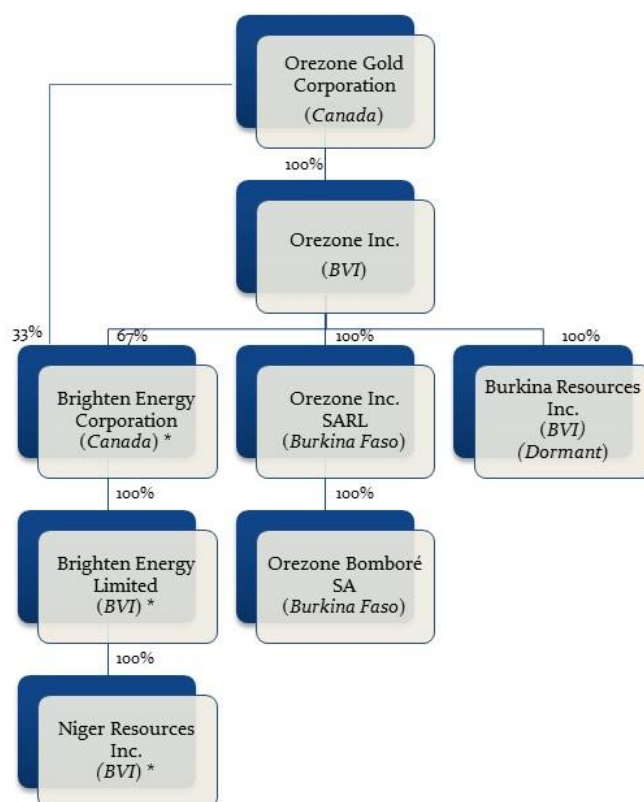 Orezone Gold
Corporation
(Canada)
100%
Orezone Inc.
(BVI)
33%
67%
100%
100%
Brighten Energy
Corporation
(Canada) *
Orezone Inc.
SARL
(Burkina Faso)
Burkina Resources
Inc.
(BVI)
(Dormant)
100%
100%
Brighten Energy
Limited
(BVI) *
Orezone Bomboré
SA
(Burkina Faso)
100%
Niger Resources
Inc.
(BVI) *